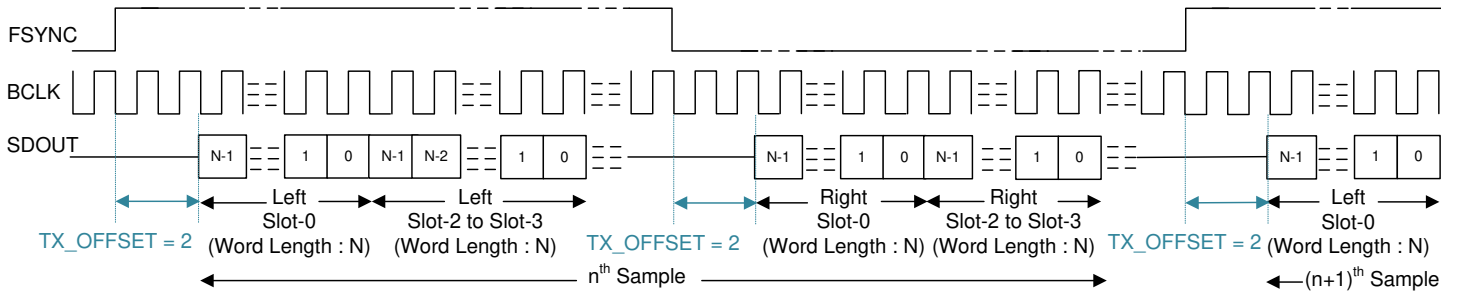 FSYNC
BCLK
SDOUT
N-1 1 0 N-1 N-2 1 0 N-1 1 0 N-1 1 0 N-1 1 0
Left Left Right Right Left
Slot-0 Slot-2 to Slot-3 Slot-0 Slot-2 to Slot-3 Slot-0
TX_OFFSET = 2 (Word Length : N) (Word Length : N) TX_OFFSET = 2 (Word Length : N) (Word Length : N) TX_OFFSET = 2 (Word Length : N)
nth Sample (n+1)th Sample